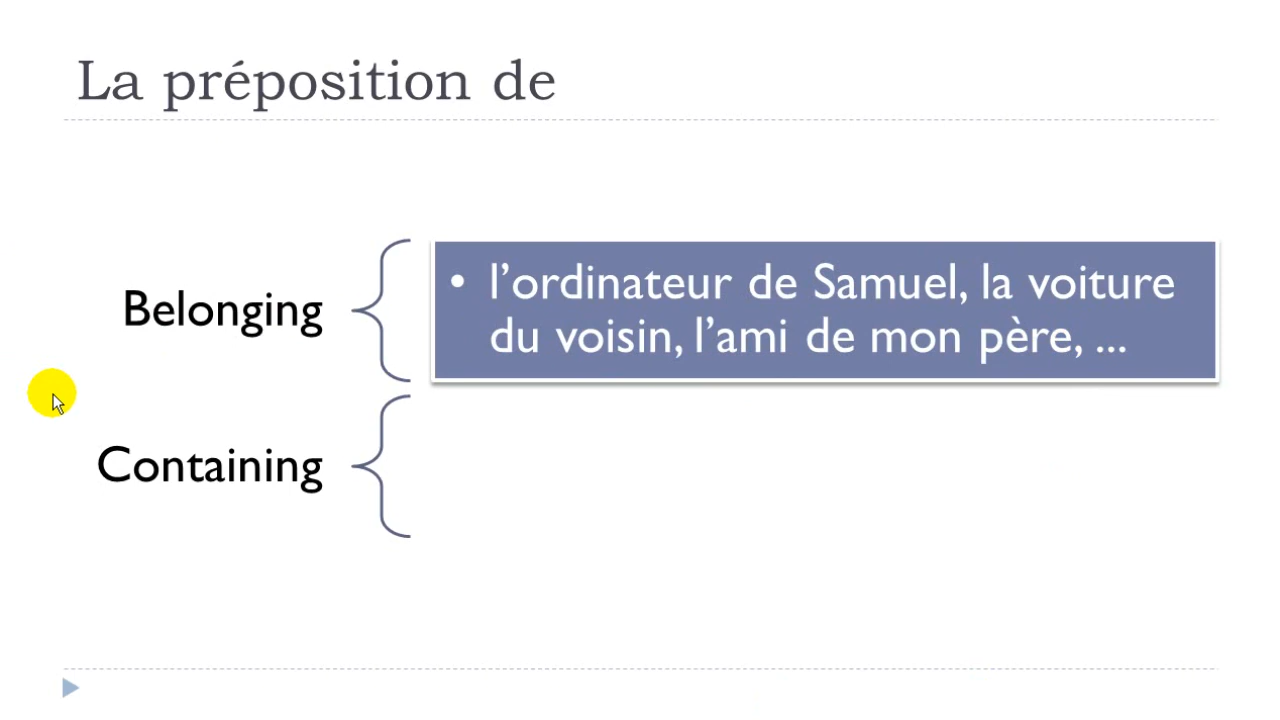 La préposition de
Belonging
• l’ordinateur de Samuel, la voiture
du voisin, l’ami de mon père, ...
Containing